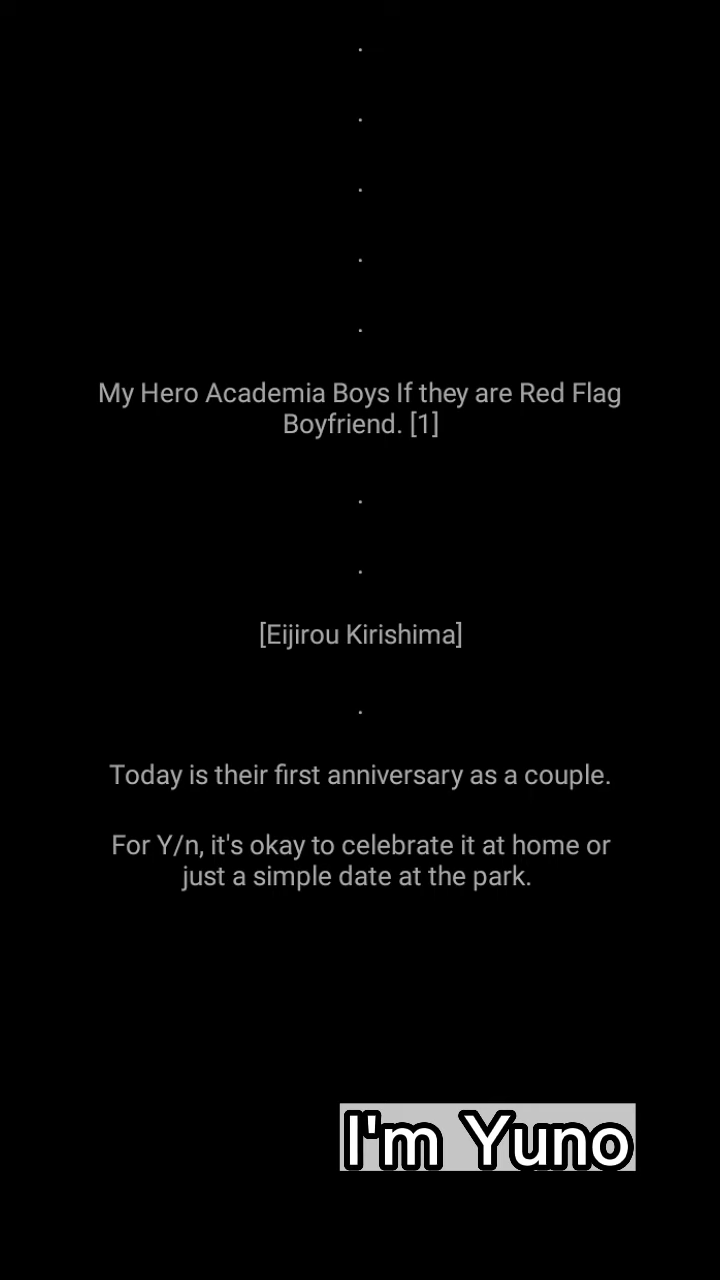 .
.
.
.
.
My Hero Academia Boys If they are Red Flag
Boyfriend. [1]
.
.
[Eijirou Kirishima]
.
Today is their first anniversary as a couple.
For Y/n, it's okay to celebrate it at home or
just a simple date at the park.
I'm Yuno